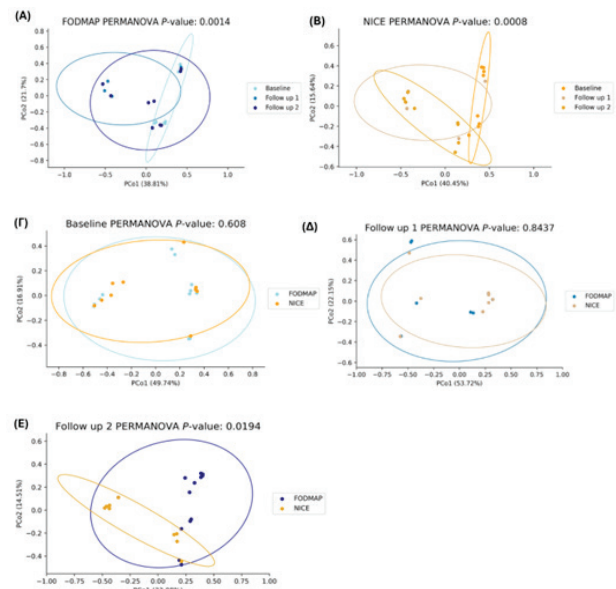 (A)
FODMAP PERMANOVA P-value: 0.0014
0.8
0.6
0.4
0.2
0.0
−0.2
−0.4
−0.6
−0.8
PCo2 (21.7%)
−1.0
−0.5
0.0
0.5
1.0
PCo1 (38.81%)
Baseline
Follow up 1
Follow up 2
(B)
NICE PERMANOVA P-value: 0.0008
0.6
0.4
0.2
0.0
−0.2
−0.4
−0.6
PCo2 (15.64%)
−1.0
−0.5
0.0
0.5
1.0
PCo1 (40.45%)
Baseline
Follow up 1
Follow up 2
(Γ)
Baseline PERMANOVA P-value: 0.608
0.4
0.2
0.0
−0.2
−0.4
PCo2 (16.91%)
−0.8
−0.6
−0.4
−0.2
0.0
0.2
0.4
0.6
0.8
PCo1 (49.74%)
FODMAP
NICE
(Δ)
Follow up 1 PERMANOVA P-value: 0.8437
0.6
0.4
0.2
0.0
−0.2
−0.4
−0.6
PCo2 (22.15%)
−1.00
−0.75
−0.50
−0.25
0.00
0.25
0.50
0.75
1.00
PCo1 (53.72%)
FODMAP
NICE
(E)
Follow up 2 PERMANOVA P-value: 0.0194
0.6
0.4
0.2
0.0
−0.2
−0.4
−0.6
PCo2 (14.51%)
−1.00
−0.75
−0.50
−0.25
0.00
0.25
0.50
0.75
1.00
FODMAP
NICE